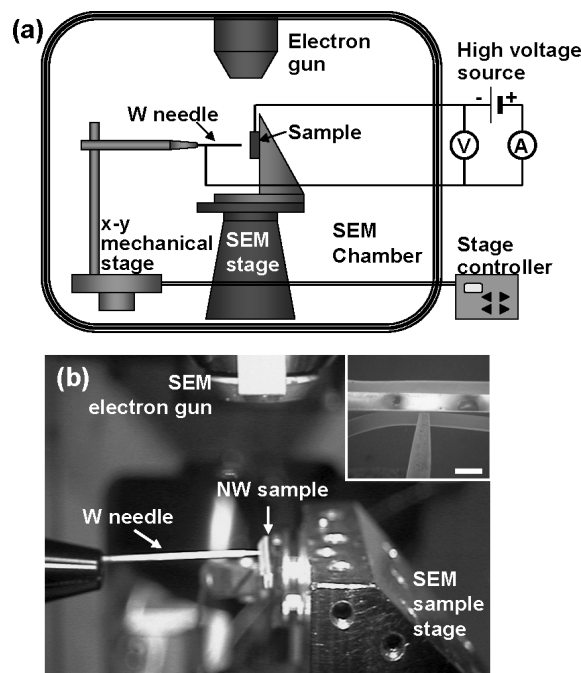 (a)
Electron
gun
High voltage
source
- +
W needle
Sample
V
A
x-y
mechanical
stage
SEM
stage
SEM
Chamber
Stage
controller
(b)
SEM
electron gun
NW sample
W needle
SEM
sample
stage